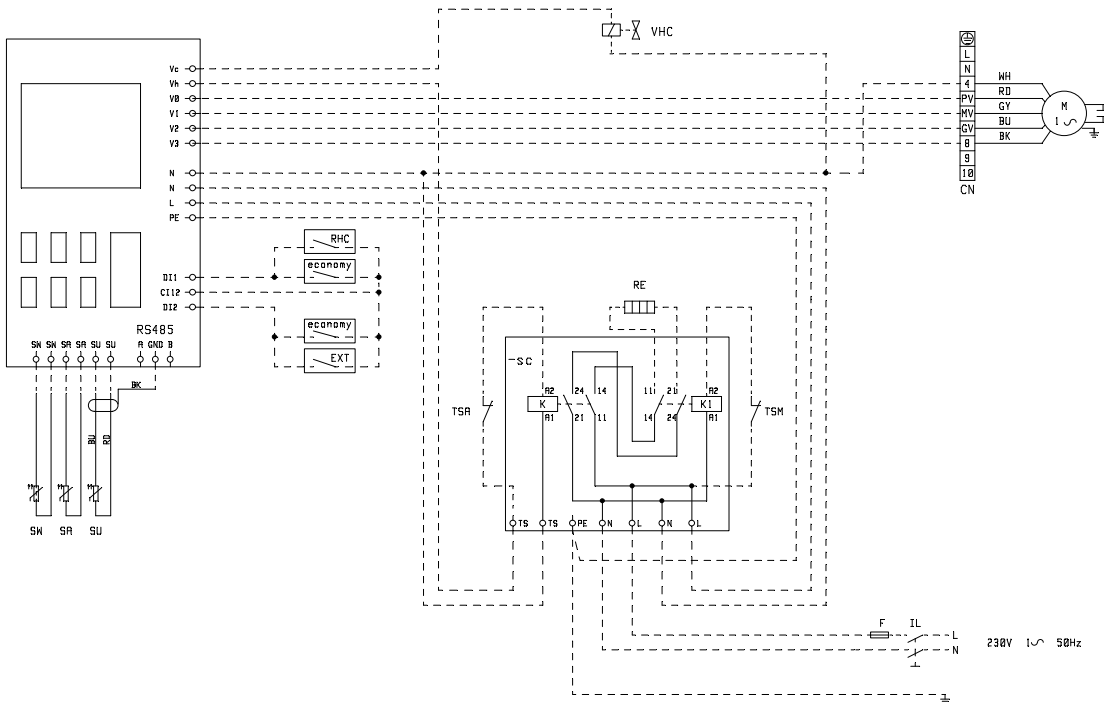 VHC
Vc
Vh
V0
V1
V2
V3
N
N
L
PE
L
N
4
PV
MV
GV
8
9
10
CN
WH
RD
GY
BU
BK
M
1
RHC
economy
DI1
CI12
DI2
economy
EXT
RS485
SW SW SA SA SU SU A GND B
BK
BU
RD
SW SA SU
RE
SC
TSA
TSM
A2 24 14 11 21 A2
K K1
A1 21 11 14 24 A1
TS TS PE N L N L
F IL
L
N
230V 1 50Hz